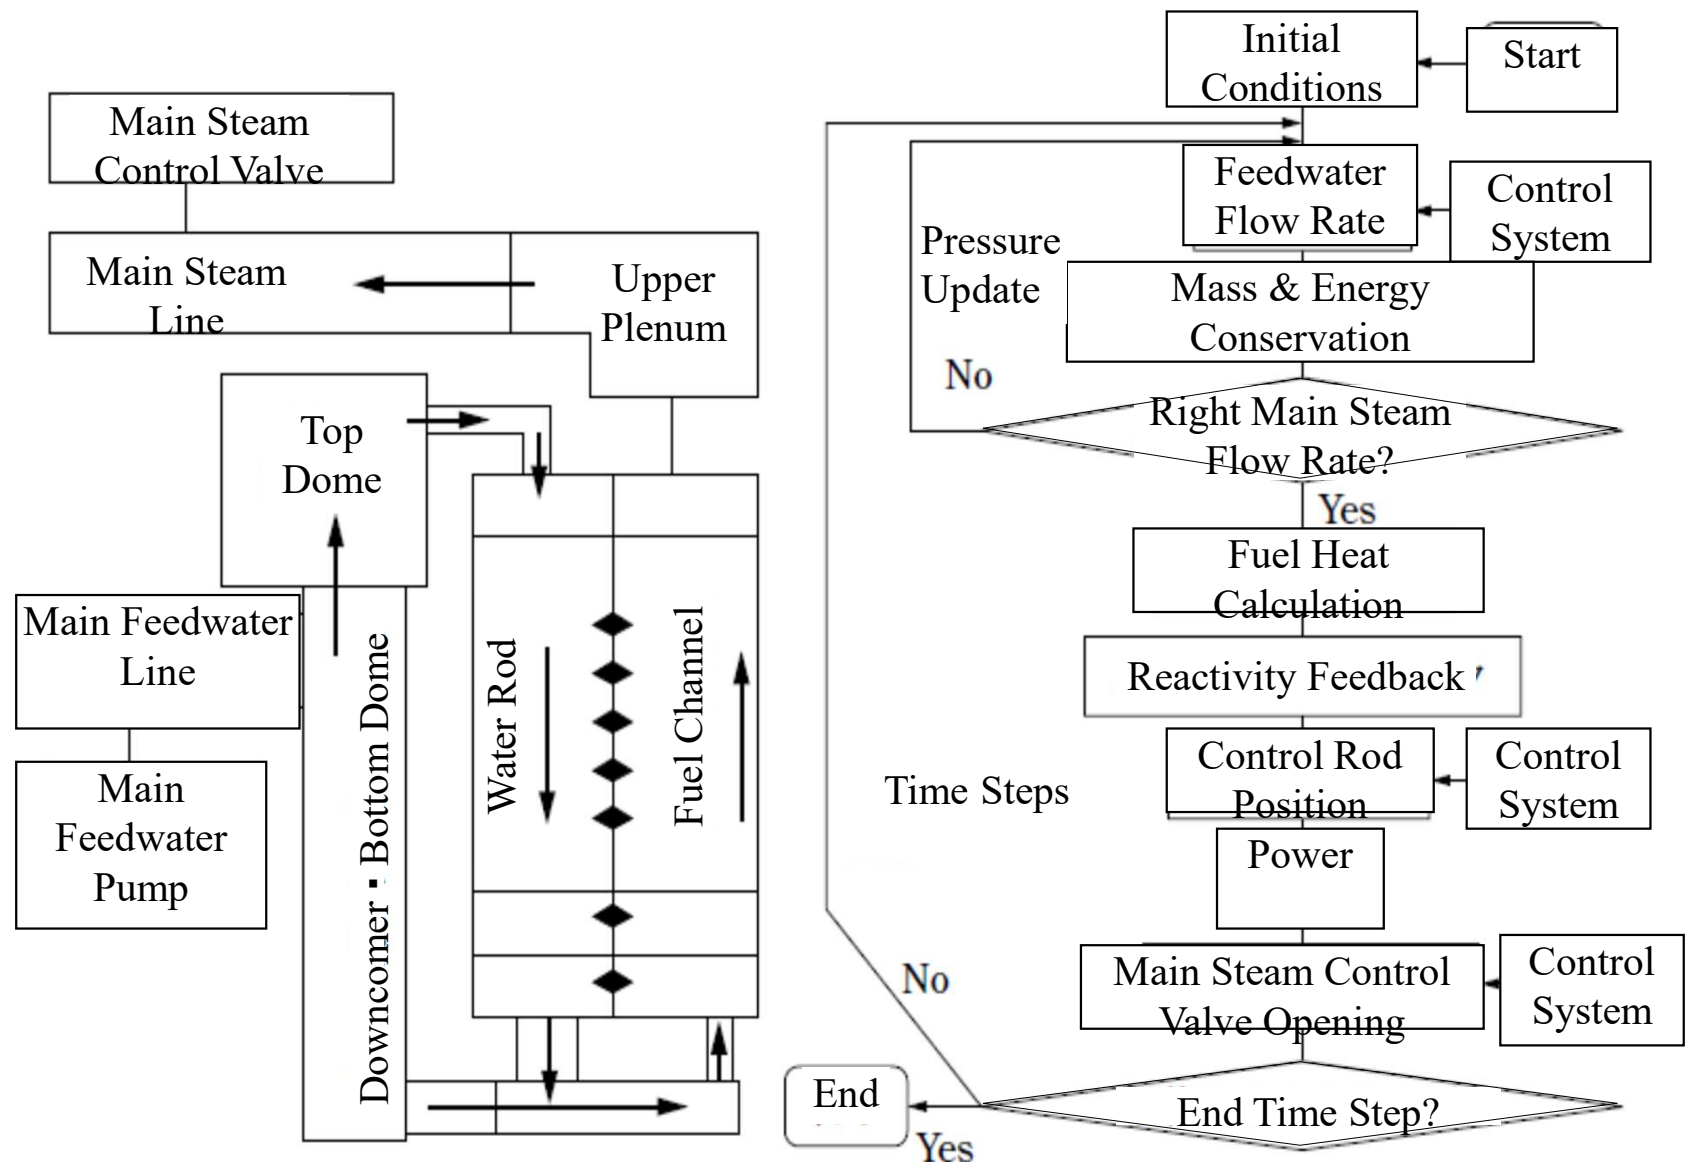 Main Steam
Control Valve
Main Steam
Line
Upper
Plenum
Top
Dome
Main Feedwater
Line
Main
Feedwater
Pump
Downcomer ▪ Bottom Dome
Water Rod
Fuel Channel
Initial
Conditions
Start
Feedwater
Flow Rate
Control
System
Pressure
Update
Mass & Energy
Conservation
No
Right Main Steam
Flow Rate?
Yes
Fuel Heat
Calculation
Reactivity Feedback
Control Rod
Position
Control
System
Time Steps
Power
Main Steam Control
Valve Opening
Control
System
No
End Time Step?
End
Yes